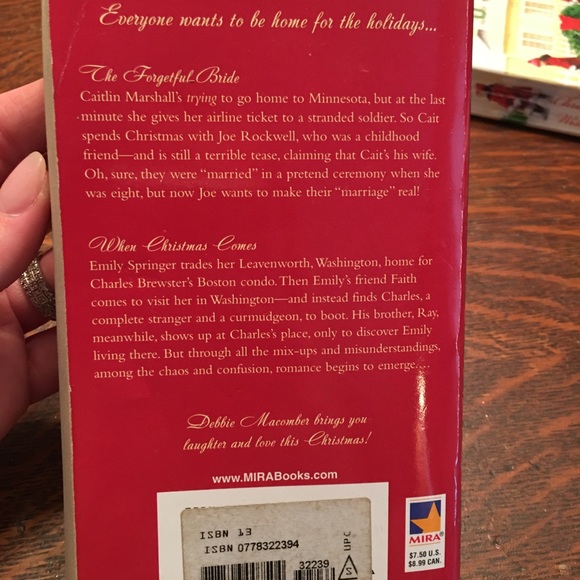 Everyone wants to be home for the holidays...
The Forgetful Bride
Caitlin Marshall's trying to go home to Minnesota, but at the last
minute she gives her airline ticket to a stranded soldier. So Cait
spends Christmas with Joe Rockwell, who was a childhood
friend—and is still a terrible tease, claiming that Cait's his wife.
Oh, sure, they were "married" in a pretend ceremony when she
was eight, but now Joe wants to make their "marriage" real!
When Christmas Comes
Emily Springer trades her Leavenworth, Washington, home for
Charles Brewster's Boston condo. Then Emily's friend Faith
comes to visit her in Washington—and instead finds Charles, a
complete stranger and a curmudgeon, to boot. His brother, Ray,
meanwhile, shows up at Charles's place, only to discover Emily
living there. But through all the mix-ups and misunderstandings,
among the chaos and confusion, romance begins to emerge....
Debbie Macomber brings you
laughter and love this Christmas!
www.MIRABooks.com
ISBN 13
ISBN 0778322394
32239
UPC
S
MIRA®
$7.50 U.S.
$8.99 CAN.